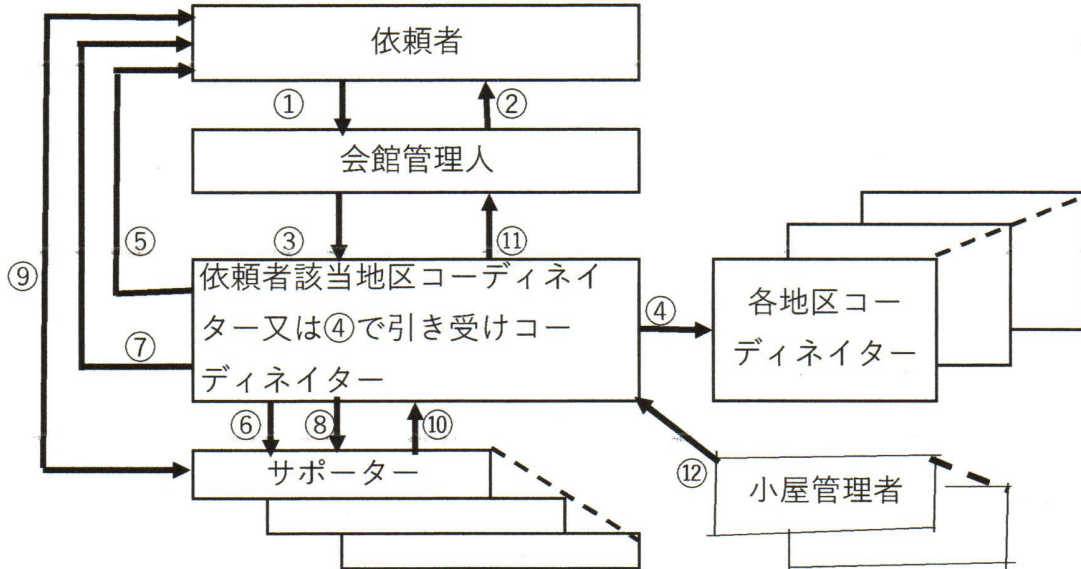 依頼者
① ②
会館管理人
⑤ ③ ⑪
⑨
依頼者該当地区コーディネイ
ター又は④で引き受けコー
ディネイター
④
各地区コー
ディネイター
⑦
⑥ ⑧ ⑩
サポーター
⑫
小屋管理者